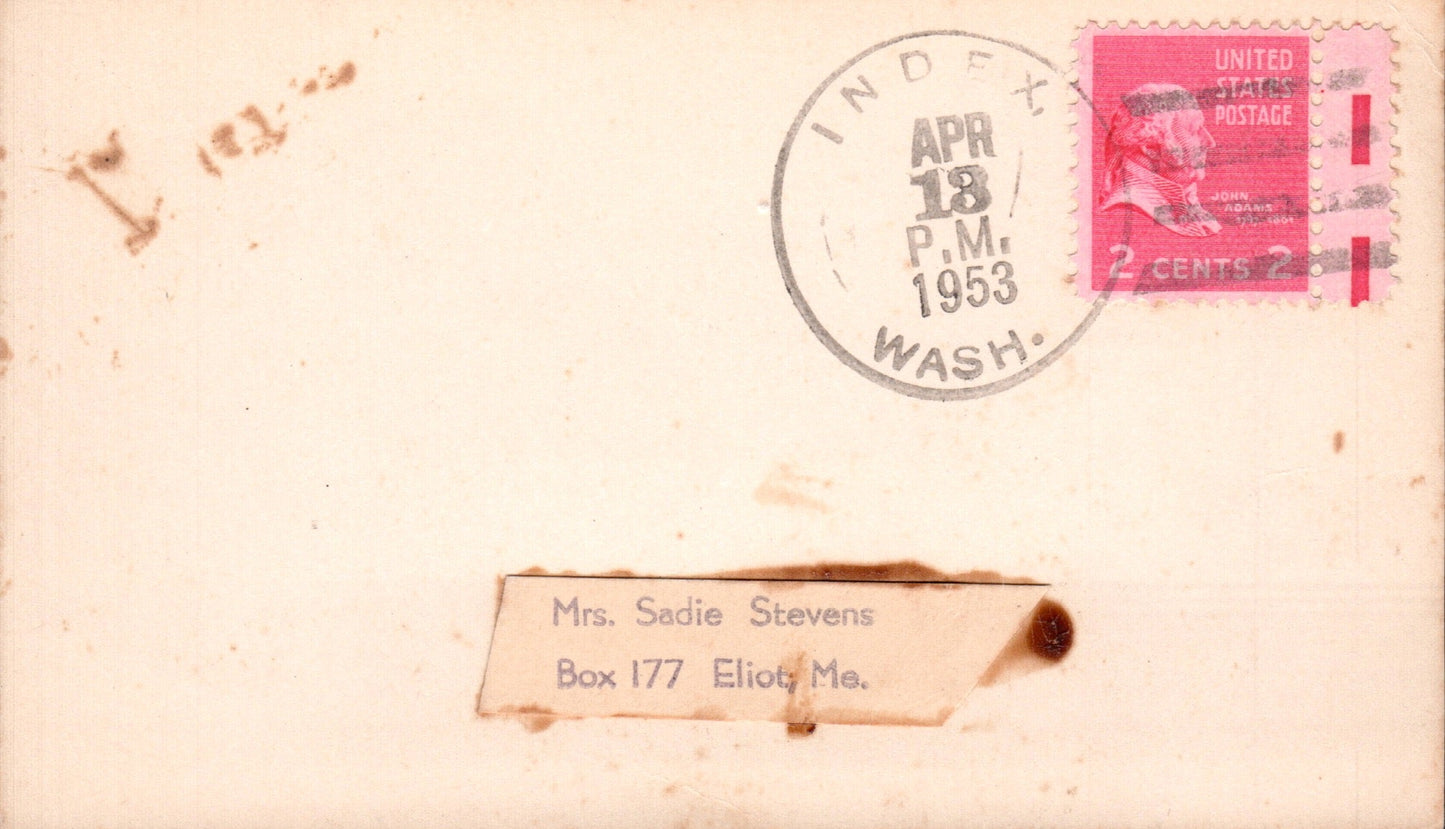 INDEX,
APR
13
P.M.
1953
WASH.
UNITED
STATES
POSTAGE
JOHN
ADAMS
2 CENTS 2
Mrs. Sadie Stevens
Box 177 Eliot, Me.